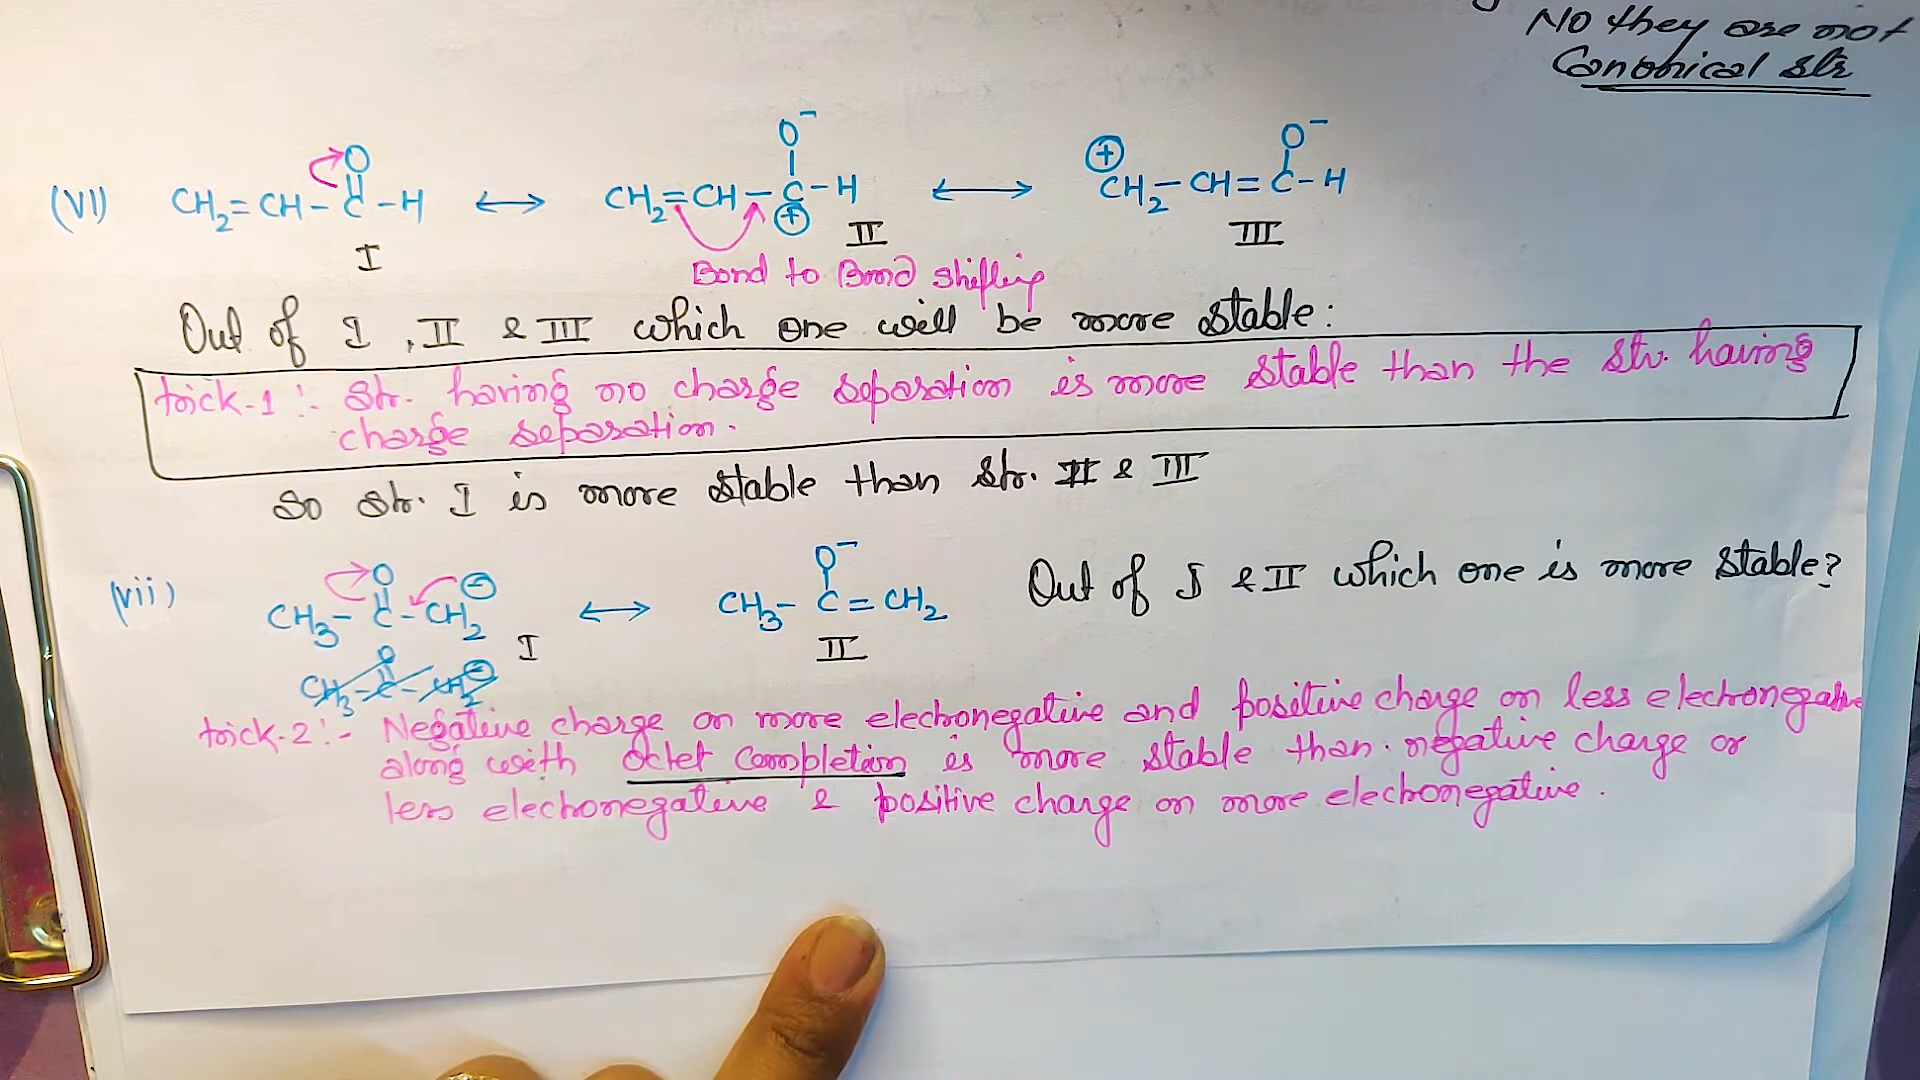 No they are not
Canonical str
O⁻ O⁻
(VI) CH₂=CH-C(=O)-H ⟷ CH₂=CH-C⊕-H ⟷ ⊕CH₂-CH=C-H
I II III
Bond to Bond shifting
Out of I, II & III which one will be more stable:
trick-1:- Str. having no charge separation is more stable than the str. having
charge separation.
So str. I is more stable than str. II & III
(vii) CH₃-C(=O)-CH₂⊖ ⟷ CH₃-C(O⁻)=CH₂ Out of I & II which one is more stable?
I II
trick-2:- Negative charge on more electronegative and positive charge on less electronegative
along with octet completion is more stable than negative charge or
less electronegative & positive charge on more electronegative.